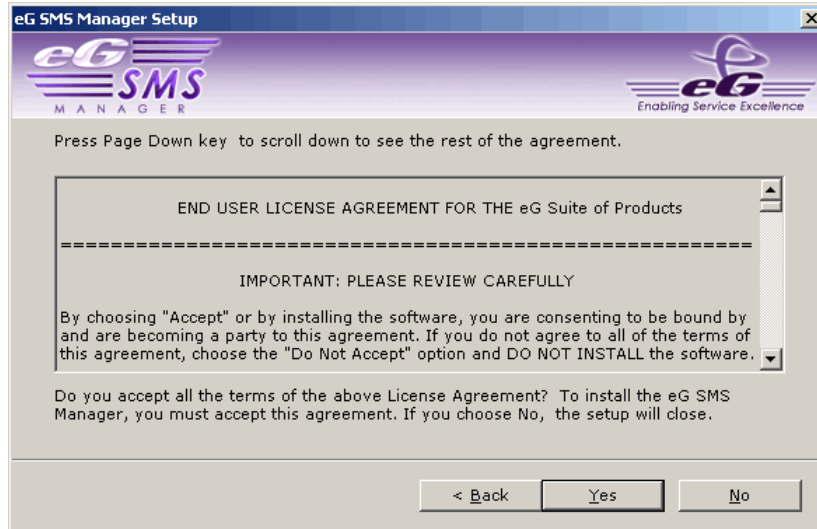 eG SMS Manager Setup
eG
SMS
MANAGER
eG
Enabling Service Excellence
Press Page Down key  to scroll down to see the rest of the agreement.
END USER LICENSE AGREEMENT FOR THE eG Suite of Products
=======================================================
IMPORTANT: PLEASE REVIEW CAREFULLY
By choosing "Accept" or by installing the software, you are consenting to be bound by
and are becoming a party to this agreement. If you do not agree to all of the terms of
this agreement, choose the "Do Not Accept" option and DO NOT INSTALL the software.
Do you accept all the terms of the above License Agreement?  To install the eG SMS
Manager, you must accept this agreement. If you choose No,  the setup will close.
< Back
Yes
No